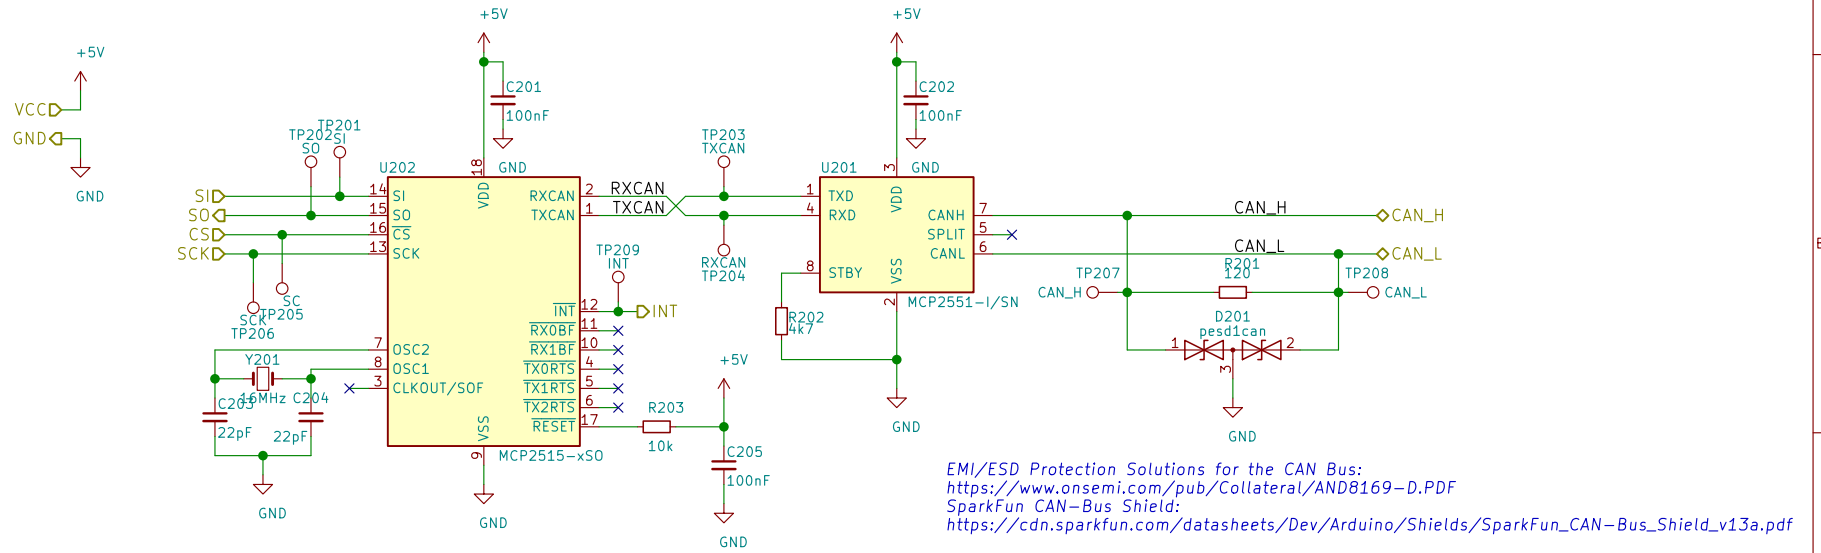 +5V
VCC
GND
GND
+5V
C201
100nF
GND
+5V
C202
100nF
GND
TP201
SI
TP202
SO
SI
SO
CS
SCK
SC
TP205
SCK
TP206
U202
18
VDD
14 SI
15 SO
16 CS
13 SCK
7 OSC2
8 OSC1
3 CLKOUT/SOF
RXCAN 2
TXCAN 1
INT 12
RX0BF 11
RX1BF 10
TX0RTS 4
TX1RTS 5
TX2RTS 6
RESET 17
VSS
9
MCP2515-xSO
GND
Y201
16MHz
C203
22pF
C204
22pF
GND
RXCAN
TXCAN
TP203
TXCAN
RXCAN
TP204
TP209
INT
INT
R203
10k
+5V
C205
100nF
GND
U201
3
VDD
1 TXD
4 RXD
8 STBY
CANH 7
SPLIT 5
CANL 6
VSS
2
MCP2551-I/SN
R202
4k7
GND
CAN_H
CAN_H
CAN_L
CAN_L
TP207
CAN_H
R201
120
TP208
CAN_L
D201
pesd1can
1
2
3
GND
EMI/ESD Protection Solutions for the CAN Bus:
https://www.onsemi.com/pub/Collateral/AND8169-D.PDF
SparkFun CAN-Bus Shield:
https://cdn.sparkfun.com/datasheets/Dev/Arduino/Shields/SparkFun_CAN-Bus_Shield_v13a.pdf